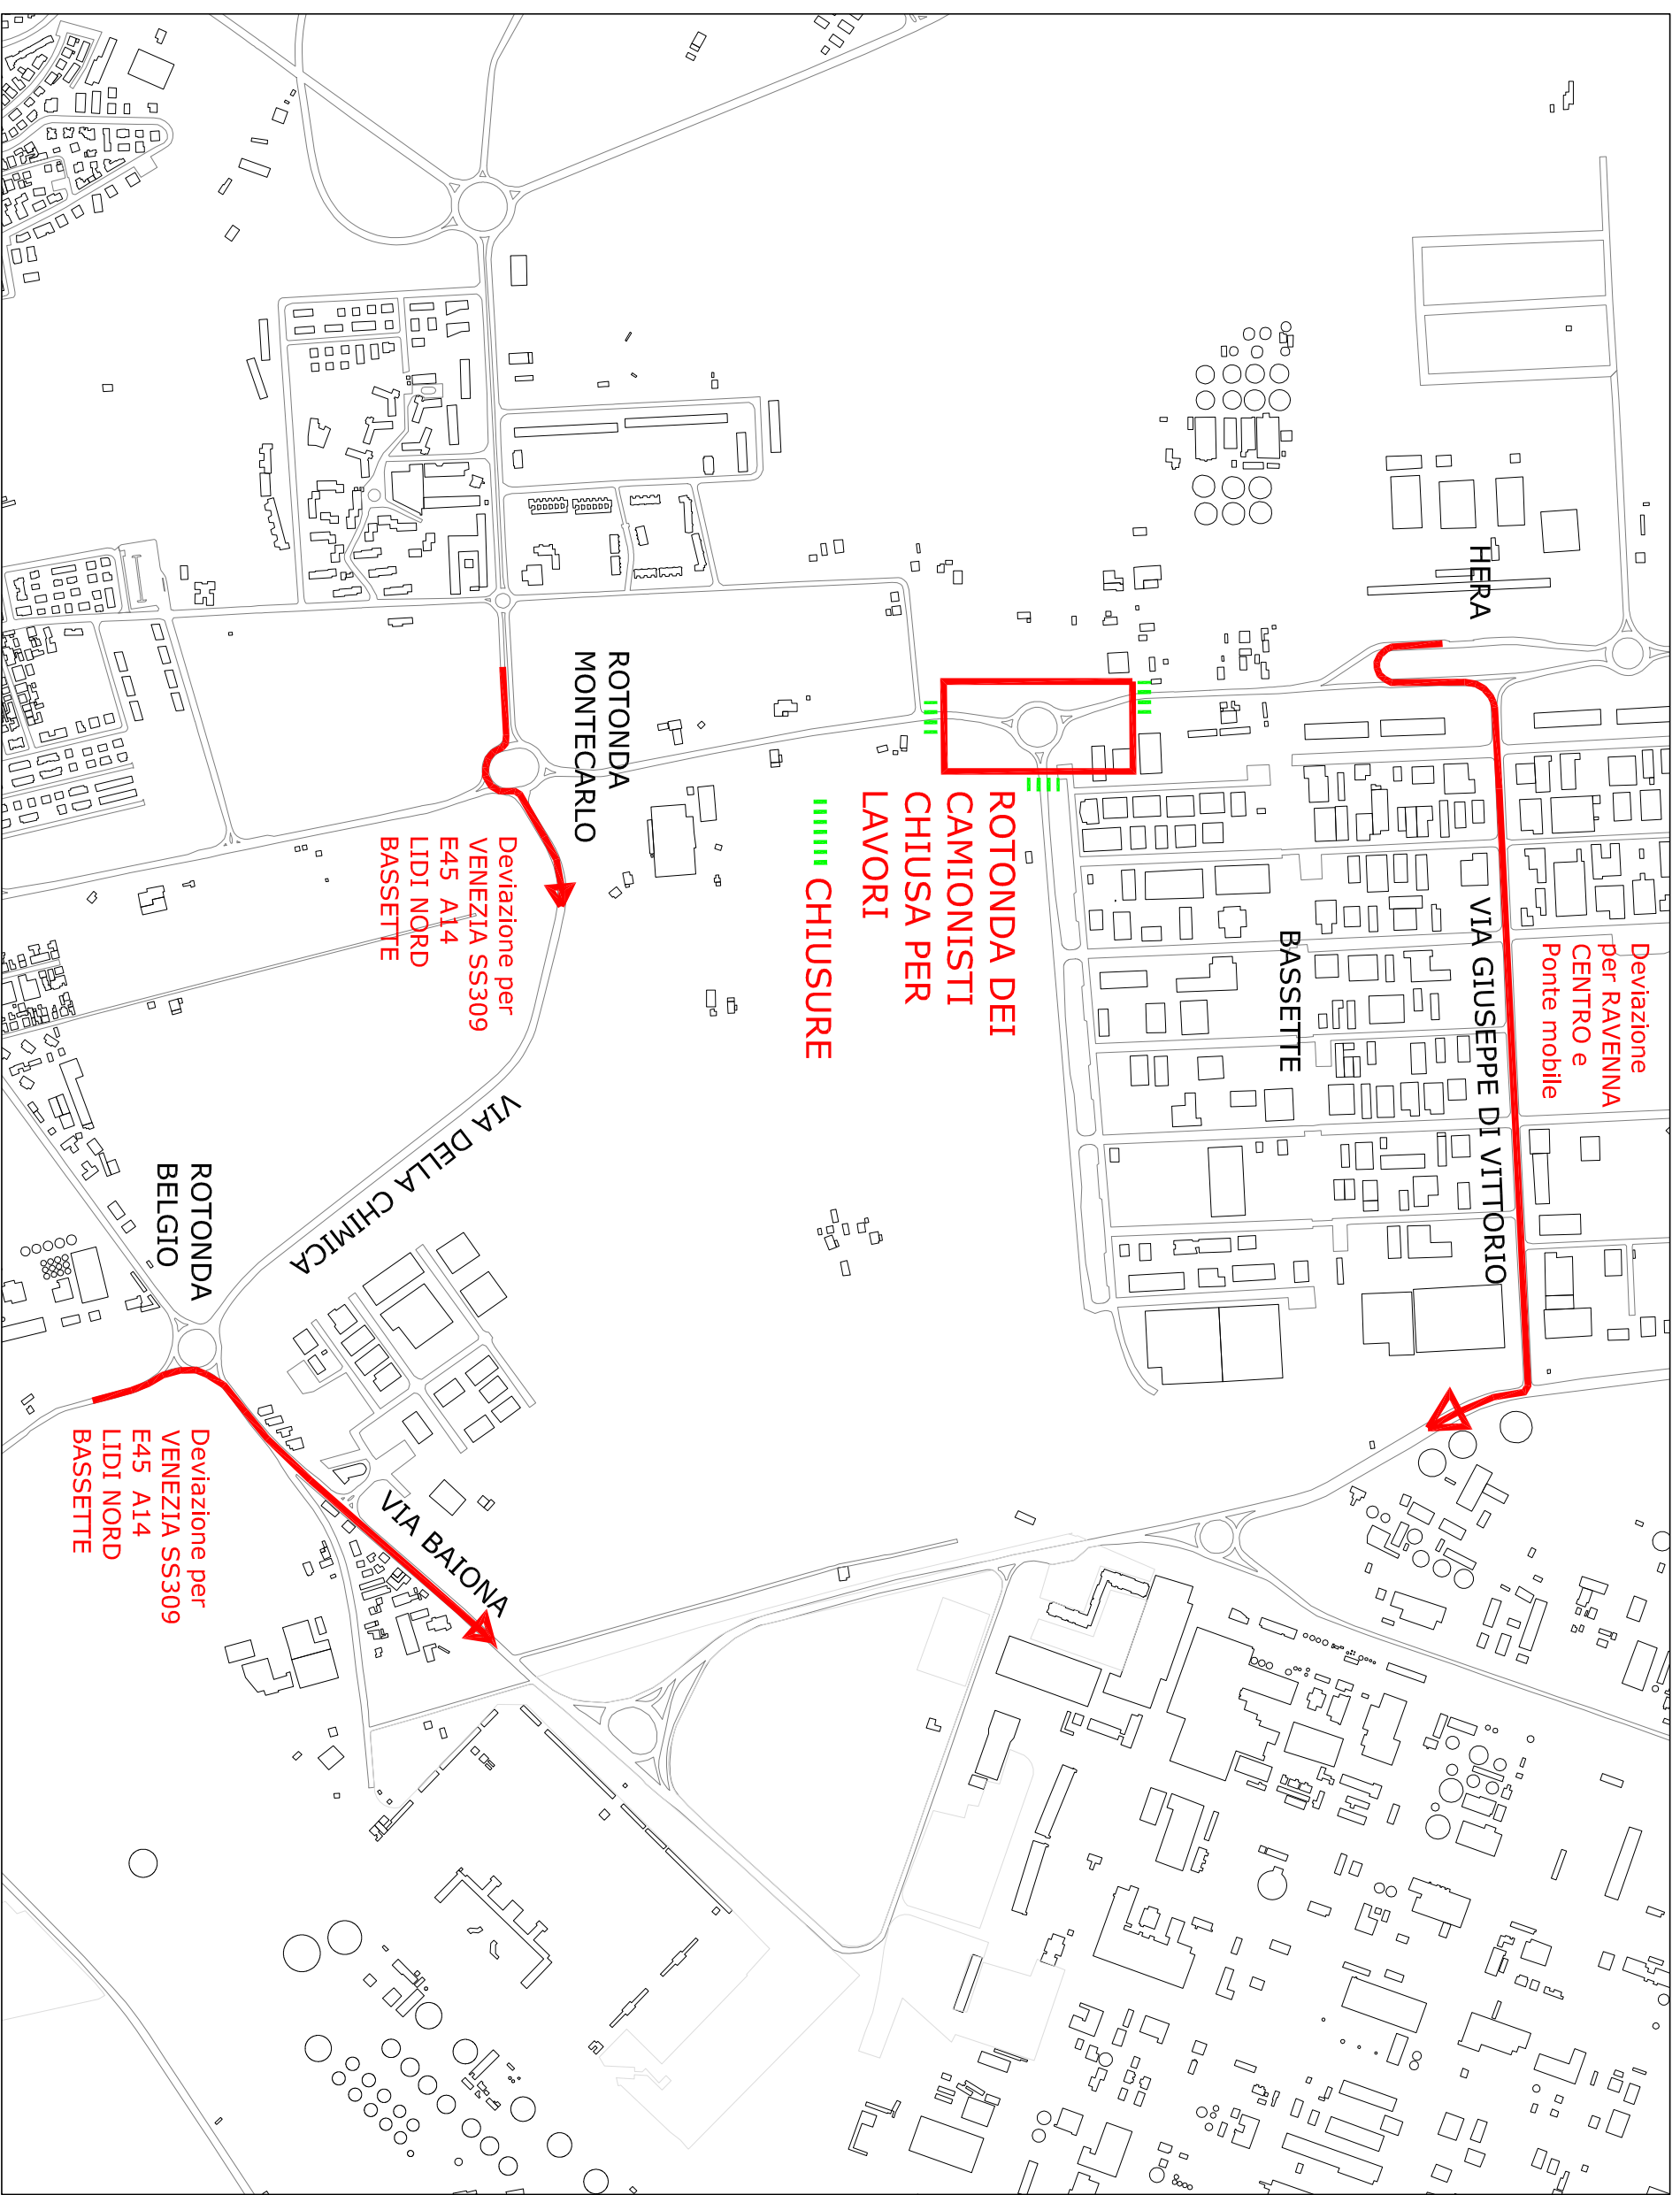 HERA
Deviazione
per RAVENNA
CENTRO e
Ponte mobile
VIA GIUSEPPE DI VITTORIO
BASSETTE
ROTONDA DEI
CAMIONISTI
CHIUSA PER
LAVORI
CHIUSURE
ROTONDA
MONTECARLO
Deviazione per
VENEZIA SS309
E45 A14
LIDI NORD
BASSETTE
VIA DELLA CHIMICA
ROTONDA
BELGIO
VIA BAIONA
Deviazione per
VENEZIA SS309
E45 A14
LIDI NORD
BASSETTE